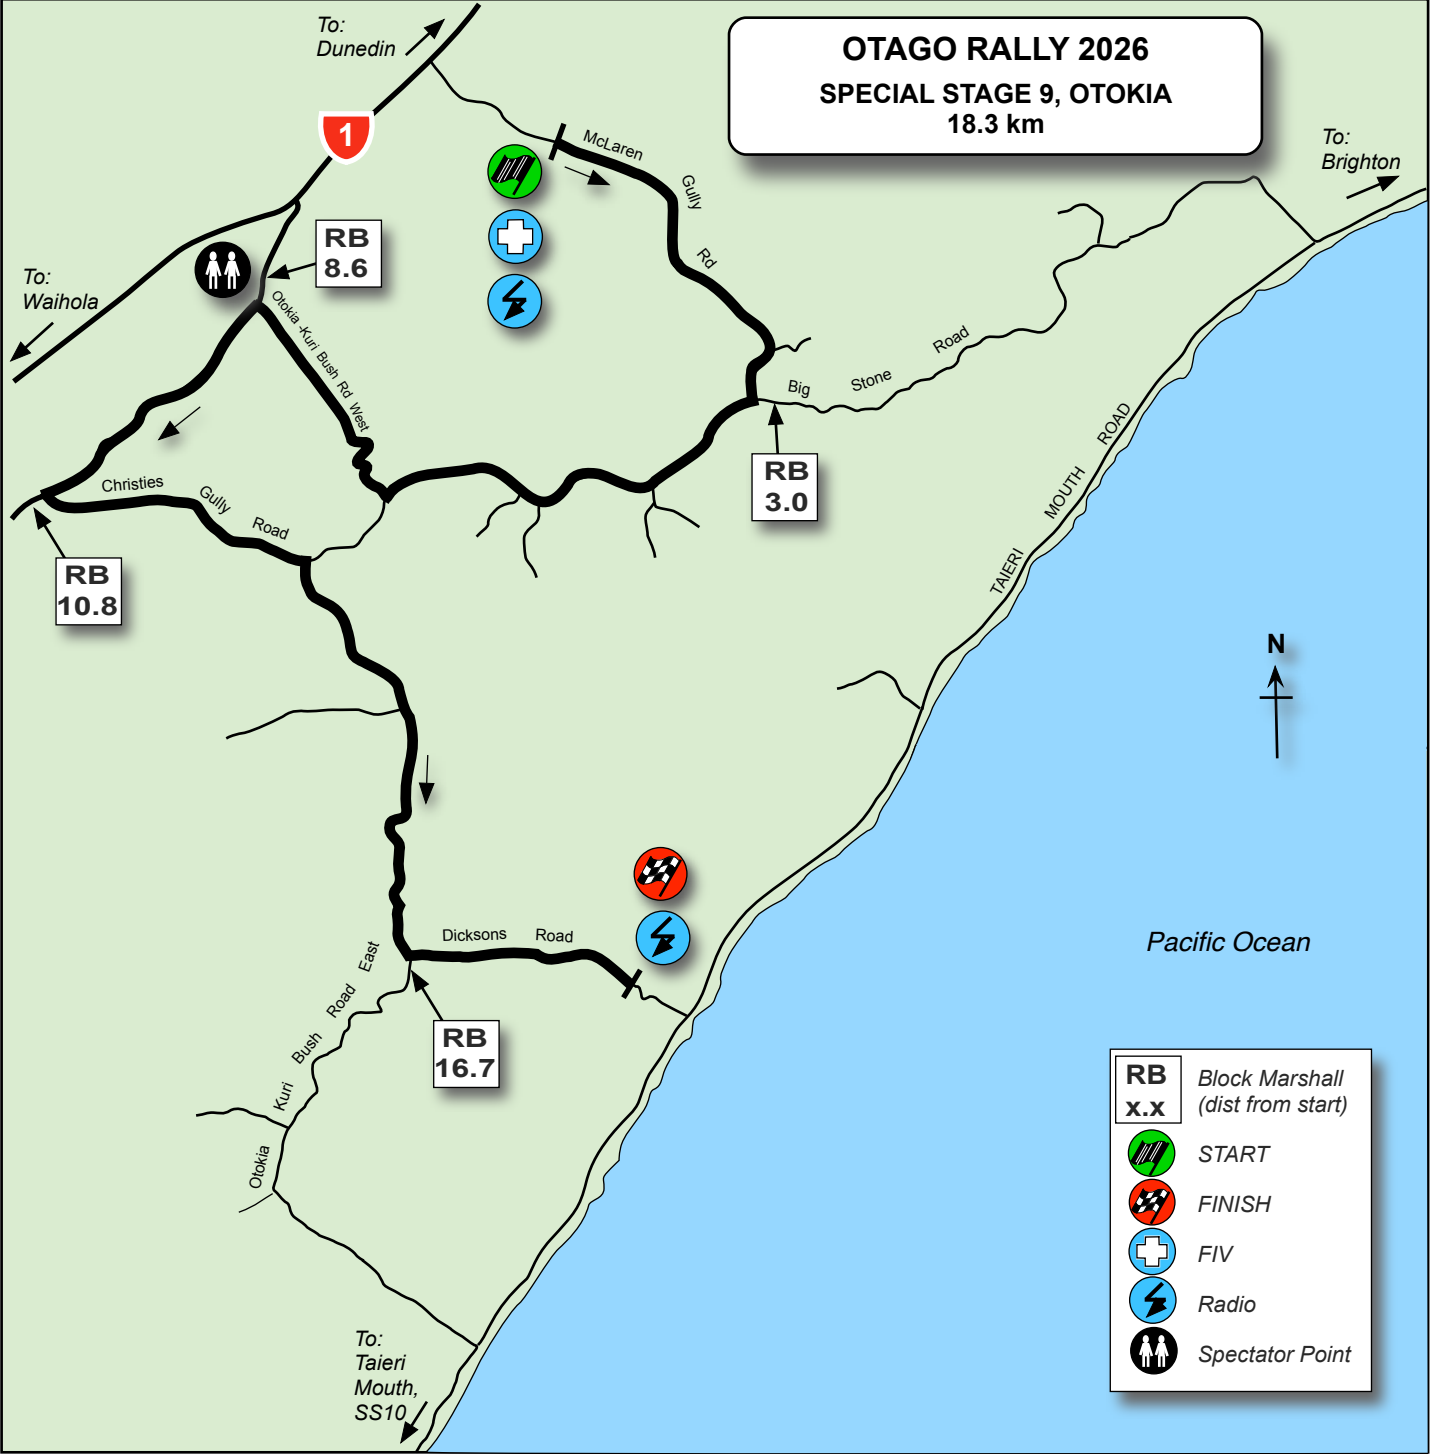 To:
Dunedin
OTAGO RALLY 2026
SPECIAL STAGE 9, OTOKIA
18.3 km
1
To:
Brighton
McLaren
Gully
Rd
RB
8.6
To:
Waihola
Otokia -Kuri Bush Rd West
Big Stone Road
RB
3.0
Christies Gully Road
RB
10.8
TAIERI MOUTH ROAD
N
Pacific Ocean
Dicksons Road
Otokia Kuri Bush Road East
RB
16.7
RB
x.x
Block Marshall
(dist from start)
START
FINISH
FIV
Radio
Spectator Point
To:
Taieri
Mouth,
SS10